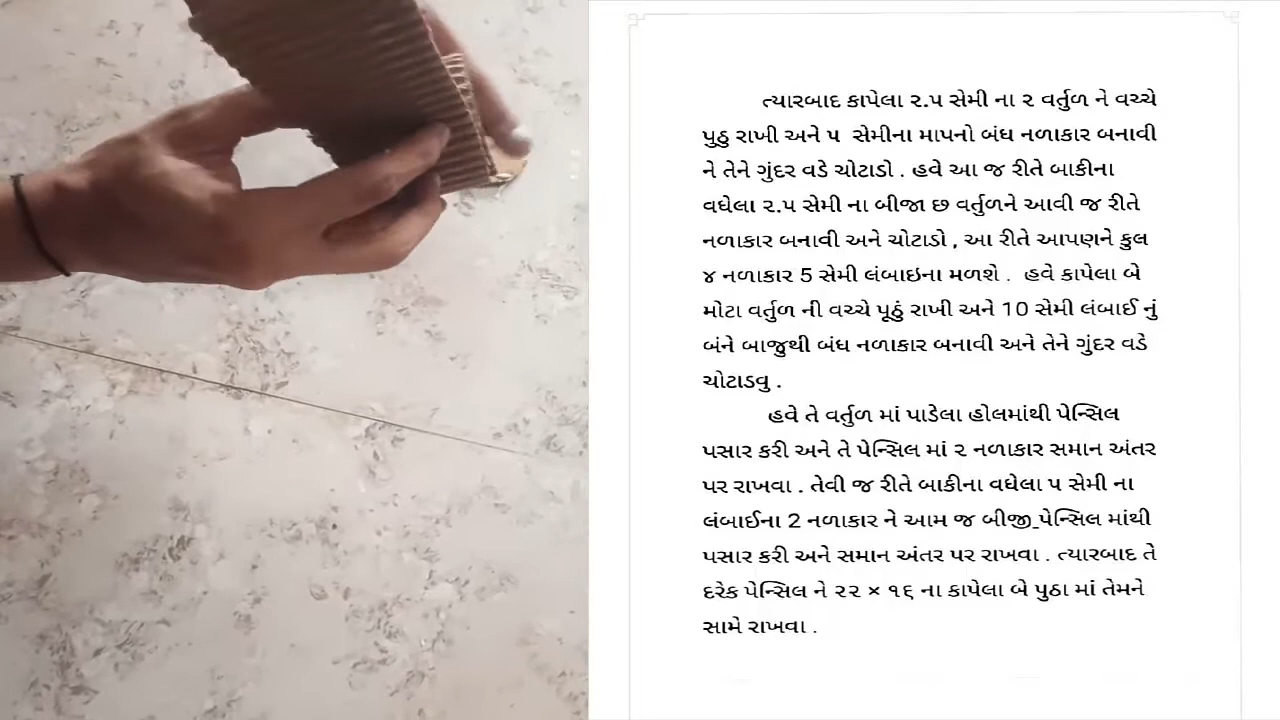 ત્યારબાદ કાપેલા ૨.૫ સેમી ના ૨ વર્તુળ ને વચ્ચે
પુઠુ રાખી અને ૫ સેમીના માપનો બંધ નળાકાર બનાવી
ને તેને ગુંદર વડે ચોટાડો . હવે આ જ રીતે બાકીના
વધેલા ૨.૫ સેમી ના બીજા છ વર્તુળને આવી જ રીતે
નળાકાર બનાવી અને ચોટાડો , આ રીતે આપણને કુલ
૪ નળાકાર 5 સેમી લંબાઇના મળશે . હવે કાપેલા બે
મોટા વર્તુળ ની વચ્ચે પૂઠું રાખી અને 10 સેમી લંબાઈ નું
બંને બાજુથી બંધ નળાકાર બનાવી અને તેને ગુંદર વડે
ચોટાડવુ .
હવે તે વર્તુળ માં પાડેલા હોલમાંથી પેન્સિલ
પસાર કરી અને તે પેન્સિલ માં ૨ નળાકાર સમાન અંતર
પર રાખવા . તેવી જ રીતે બાકીના વધેલા ૫ સેમી ના
લંબાઈના 2 નળાકાર ને આમ જ બીજી પેન્સિલ માંથી
પસાર કરી અને સમાન અંતર પર રાખવા . ત્યારબાદ તે
દરેક પેન્સિલ ને ૨૨ × ૧૬ ના કાપેલા બે પુઠા માં તેમને
સામે રાખવા .